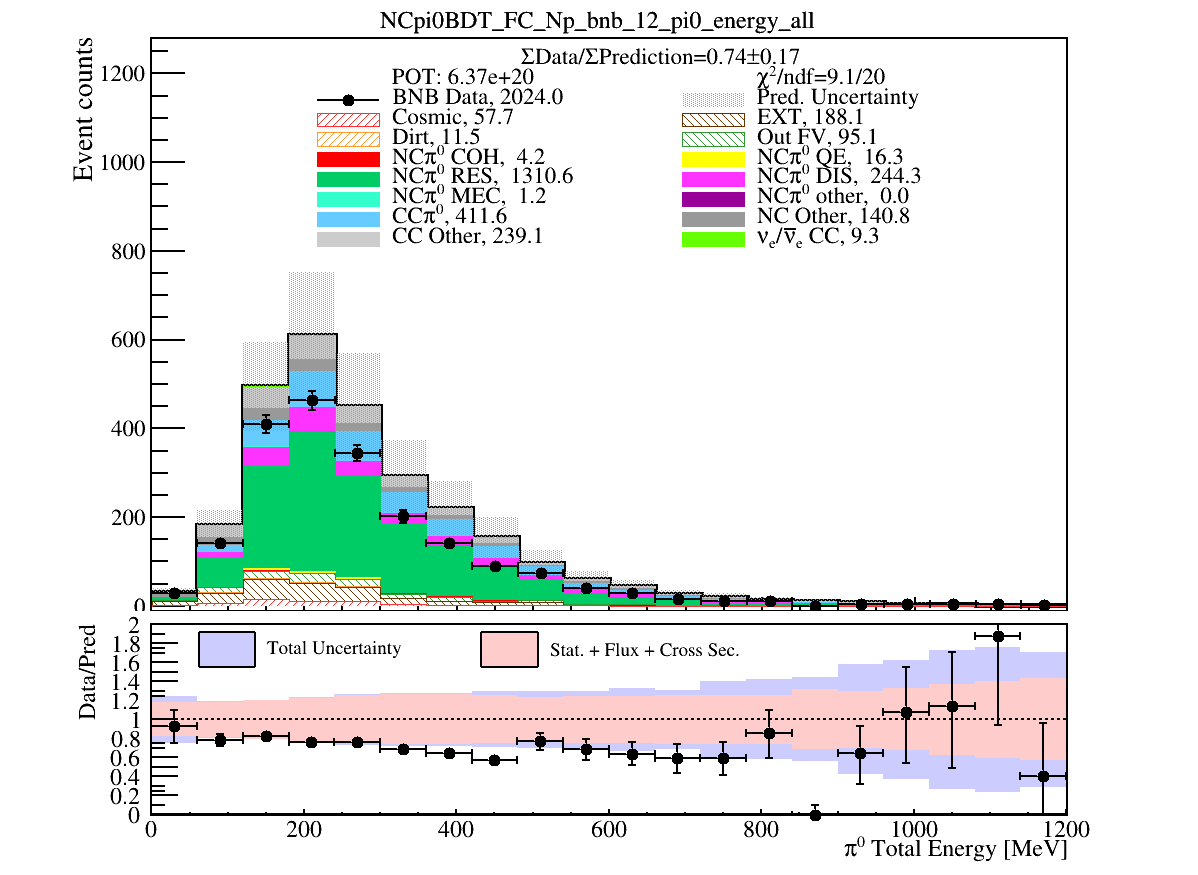 NCpi0BDT_FC_Np_bnb_12_pi0_energy_all
ΣData/ΣPrediction=0.74±0.17
POT: 6.37e+20
χ²/ndf=9.1/20
BNB Data, 2024.0
Pred. Uncertainty
Cosmic, 57.7
EXT, 188.1
Dirt, 11.5
Out FV, 95.1
NCπ⁰ COH, 4.2
NCπ⁰ QE, 16.3
NCπ⁰ RES, 1310.6
NCπ⁰ DIS, 244.3
NCπ⁰ MEC, 1.2
NCπ⁰ other, 0.0
CCπ⁰, 411.6
NC Other, 140.8
CC Other, 239.1
νₑ/ν̅ₑ CC, 9.3
Event counts
1200
1000
800
600
400
200
0
Data/Pred
2
1.8
1.6
1.4
1.2
1
0.8
0.6
0.4
0.2
0
Total Uncertainty
Stat. + Flux + Cross Sec.
0 200 400 600 800 1000 1200
π⁰ Total Energy [MeV]